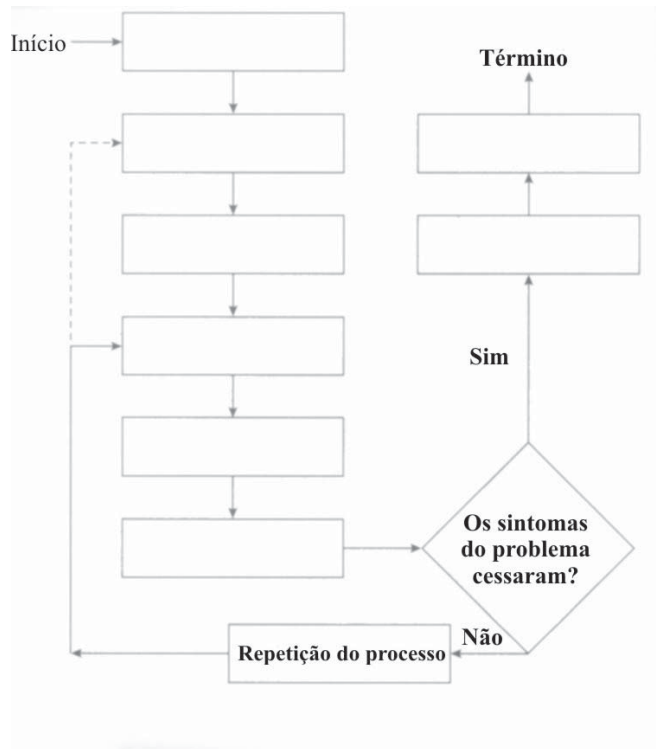 Início
Término
Sim
Os sintomas
do problema
cessaram?
Não
Repetição do processo